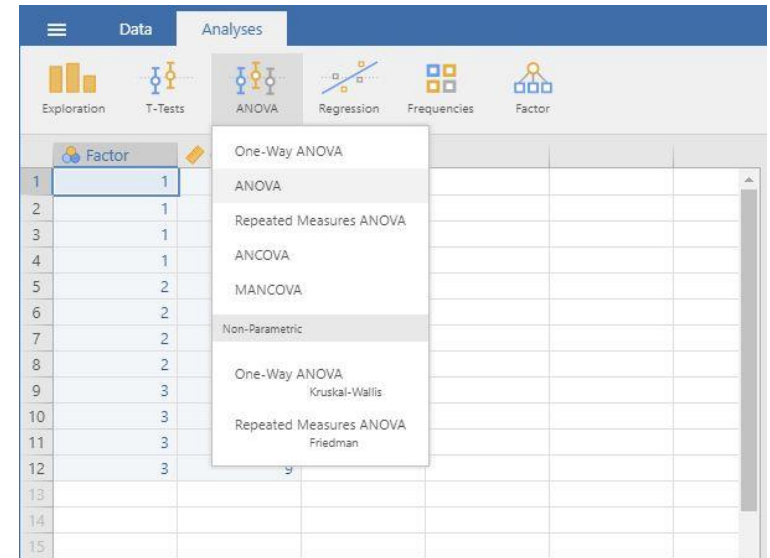 Data Analyses
Exploration T-Tests ANOVA Regression Frequencies Factor
Factor
One-Way ANOVA
ANOVA
Repeated Measures ANOVA
ANCOVA
MANCOVA
Non-Parametric
One-Way ANOVA
Kruskal-Wallis
Repeated Measures ANOVA
Friedman
1 1
2 1
3 1
4 1
5 2
6 2
7 2
8 2
9 3
10 3
11 3
12 3 9
13
14
15